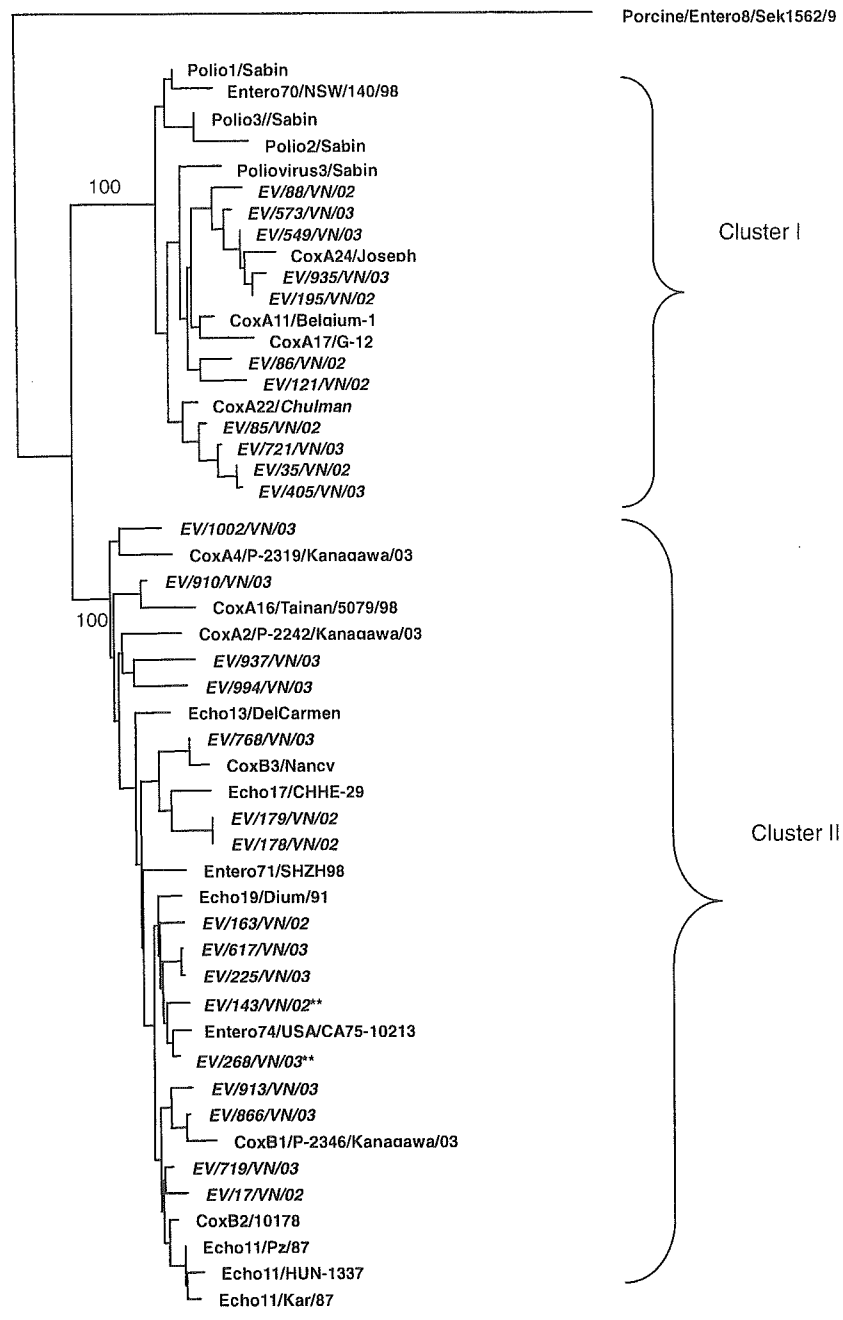 Porcine/Entero8/Sek1562/9
Polio1/Sabin
Entero70/NSW/140/98
Polio3//Sabin
Polio2/Sabin
Poliovirus3/Sabin
100
EV/88/VN/02
EV/573/VN/03
Cluster I
EV/549/VN/03
CoxA24/Joseph
EV/935/VN/03
EV/195/VN/02
CoxA11/Belgium-1
CoxA17/G-12
EV/86/VN/02
EV/121/VN/02
CoxA22/Chulman
EV/85/VN/02
EV/721/VN/03
EV/35/VN/02
EV/405/VN/03
EV/1002/VN/03
CoxA4/P-2319/Kanagawa/03
EV/910/VN/03
CoxA16/Tainan/5079/98
100
CoxA2/P-2242/Kanagawa/03
EV/937/VN/03
EV/994/VN/03
Echo13/DelCarmen
EV/768/VN/03
CoxB3/Nancy
Echo17/CHHE-29
EV/179/VN/02
Cluster II
EV/178/VN/02
Entero71/SHZH98
Echo19/Dium/91
EV/163/VN/02
EV/617/VN/03
EV/225/VN/03
EV/143/VN/02**
Entero74/USA/CA75-10213
EV/268/VN/03**
EV/913/VN/03
EV/866/VN/03
CoxB1/P-2346/Kanagawa/03
EV/719/VN/03
EV/17/VN/02
CoxB2/10178
Echo11/Pz/87
Echo11/HUN-1337
Echo11/Kar/87